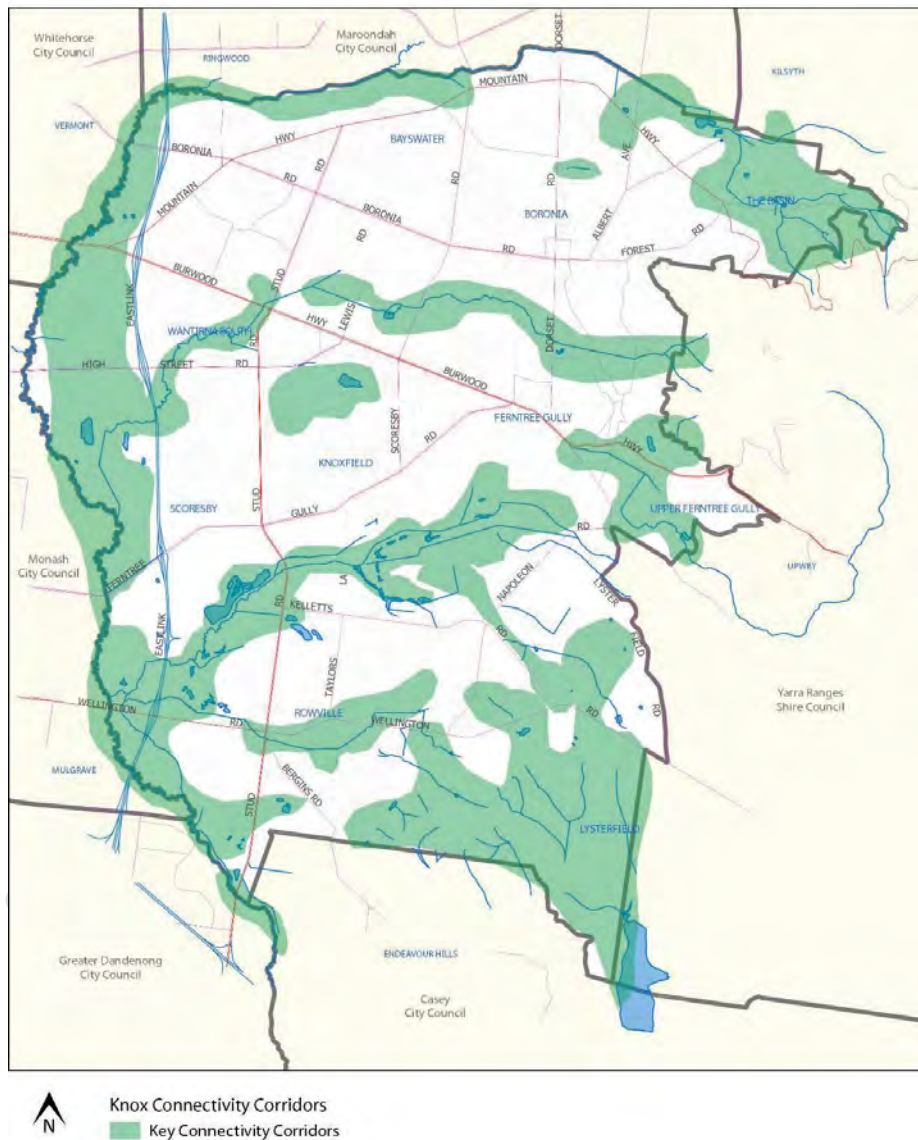 Whitehorse
City Council
Maroondah
City Council
RINGWOOD
DORSET
KILSYTH
MOUNTAIN
VERMONT
BORONIA
HWY
BAYSWATER
HWY
AVE
MOUNTAIN
RD
RD
RD
RD
THE BASIN
BORONIA
BORONIA
ALBERT
RD
RD
RD
FOREST
BURWOOD
STUD
EASTLINK
LEWIS
WANTIRNA SOUTH
HWY
DORSET
HIGH
STREET
RD
RD
BURWOOD
SCORESBY
RD
FERNTREE GULLY
HWY
KNOXFIELD
STUD
SCORESBY
GULLY
UPPER FERNTREE GULLY
RD
Monash
City Council
FERNTREE
UPWEY
LA
NAPOLEON
LYSTER
RD
KELLETTS
EASTLINK
RD
FIELD
TAYLORS
Yarra Ranges
Shire Council
WELLINGTON
RD
ROWVILLE
WELLINGTON
RD
RD
MULGRAVE
BERGINS RD
STUD
LYSTERFIELD
Greater Dandenong
City Council
RD
ENDEAVOUR HILLS
Casey
City Council
N
Knox Connectivity Corridors
Key Connectivity Corridors